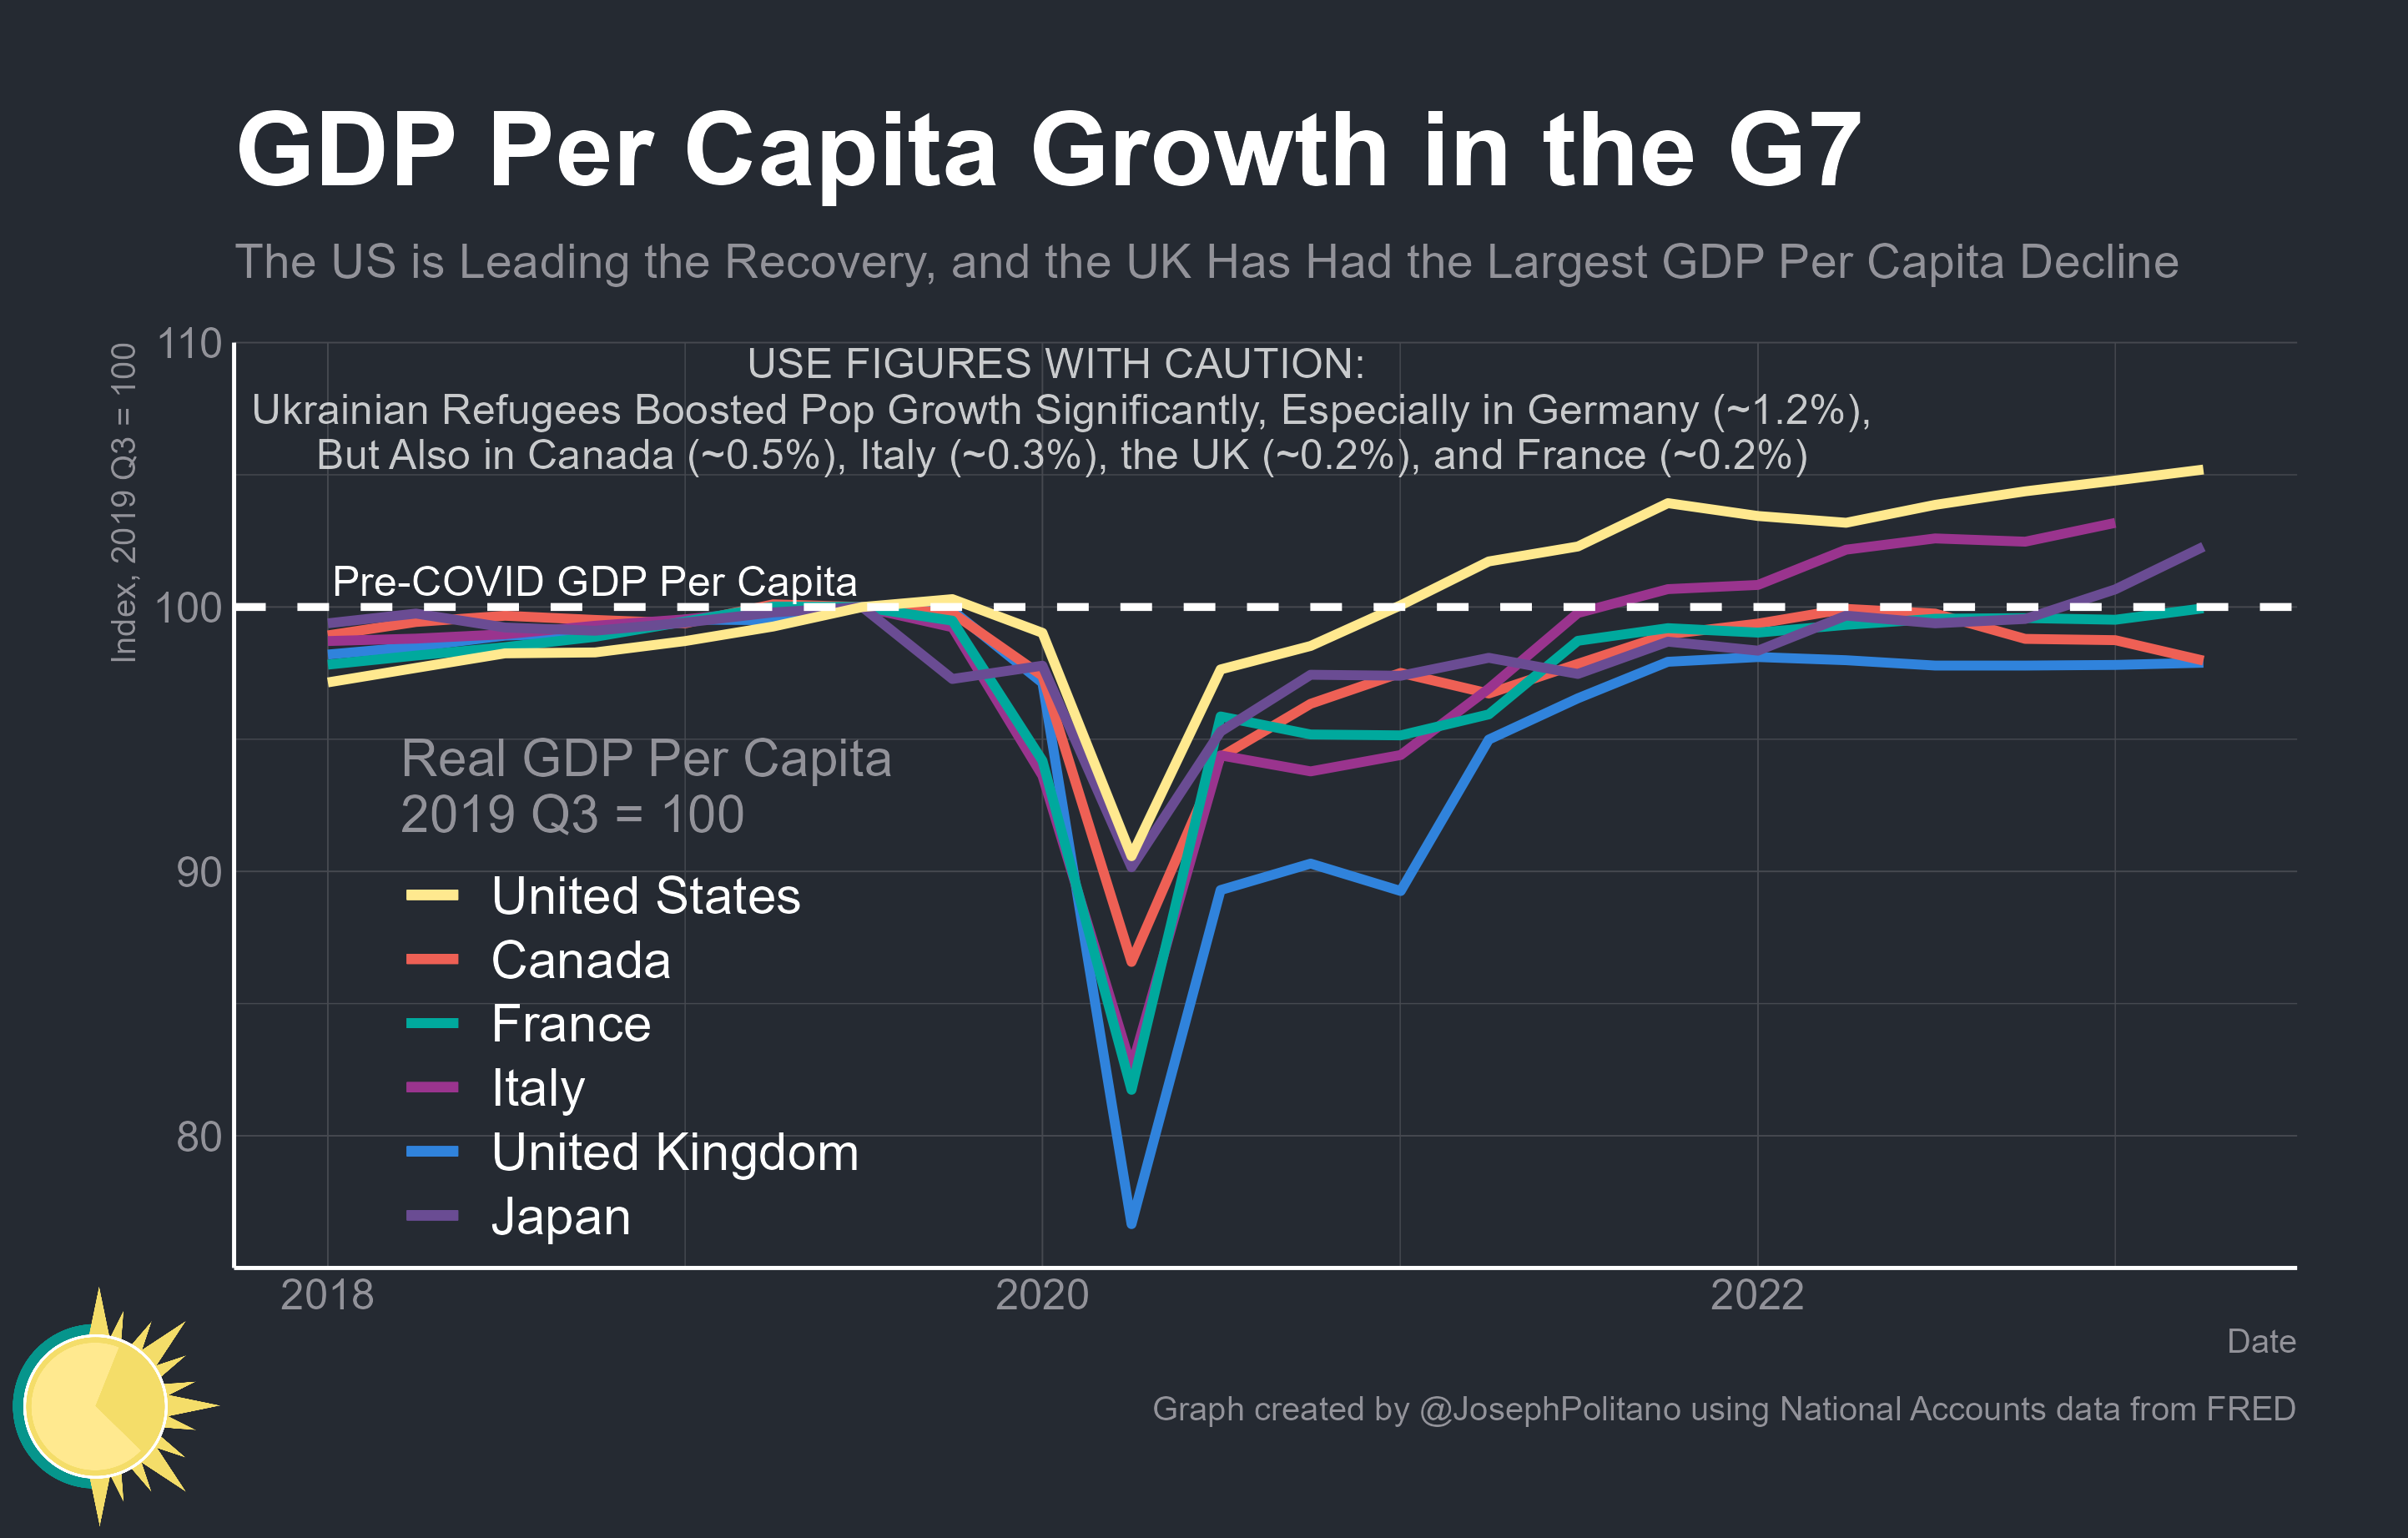 GDP Per Capita Growth in the G7
The US is Leading the Recovery, and the UK Has Had the Largest GDP Per Capita Decline
Index, 2019 Q3 = 100
110
100
90
80
USE FIGURES WITH CAUTION:
Ukrainian Refugees Boosted Pop Growth Significantly, Especially in Germany (~1.2%),
But Also in Canada (~0.5%), Italy (~0.3%), the UK (~0.2%), and France (~0.2%)
Pre-COVID GDP Per Capita
Real GDP Per Capita
2019 Q3 = 100
United States
Canada
France
Italy
United Kingdom
Japan
2018
2020
2022
Date
Graph created by @JosephPolitano using National Accounts data from FRED